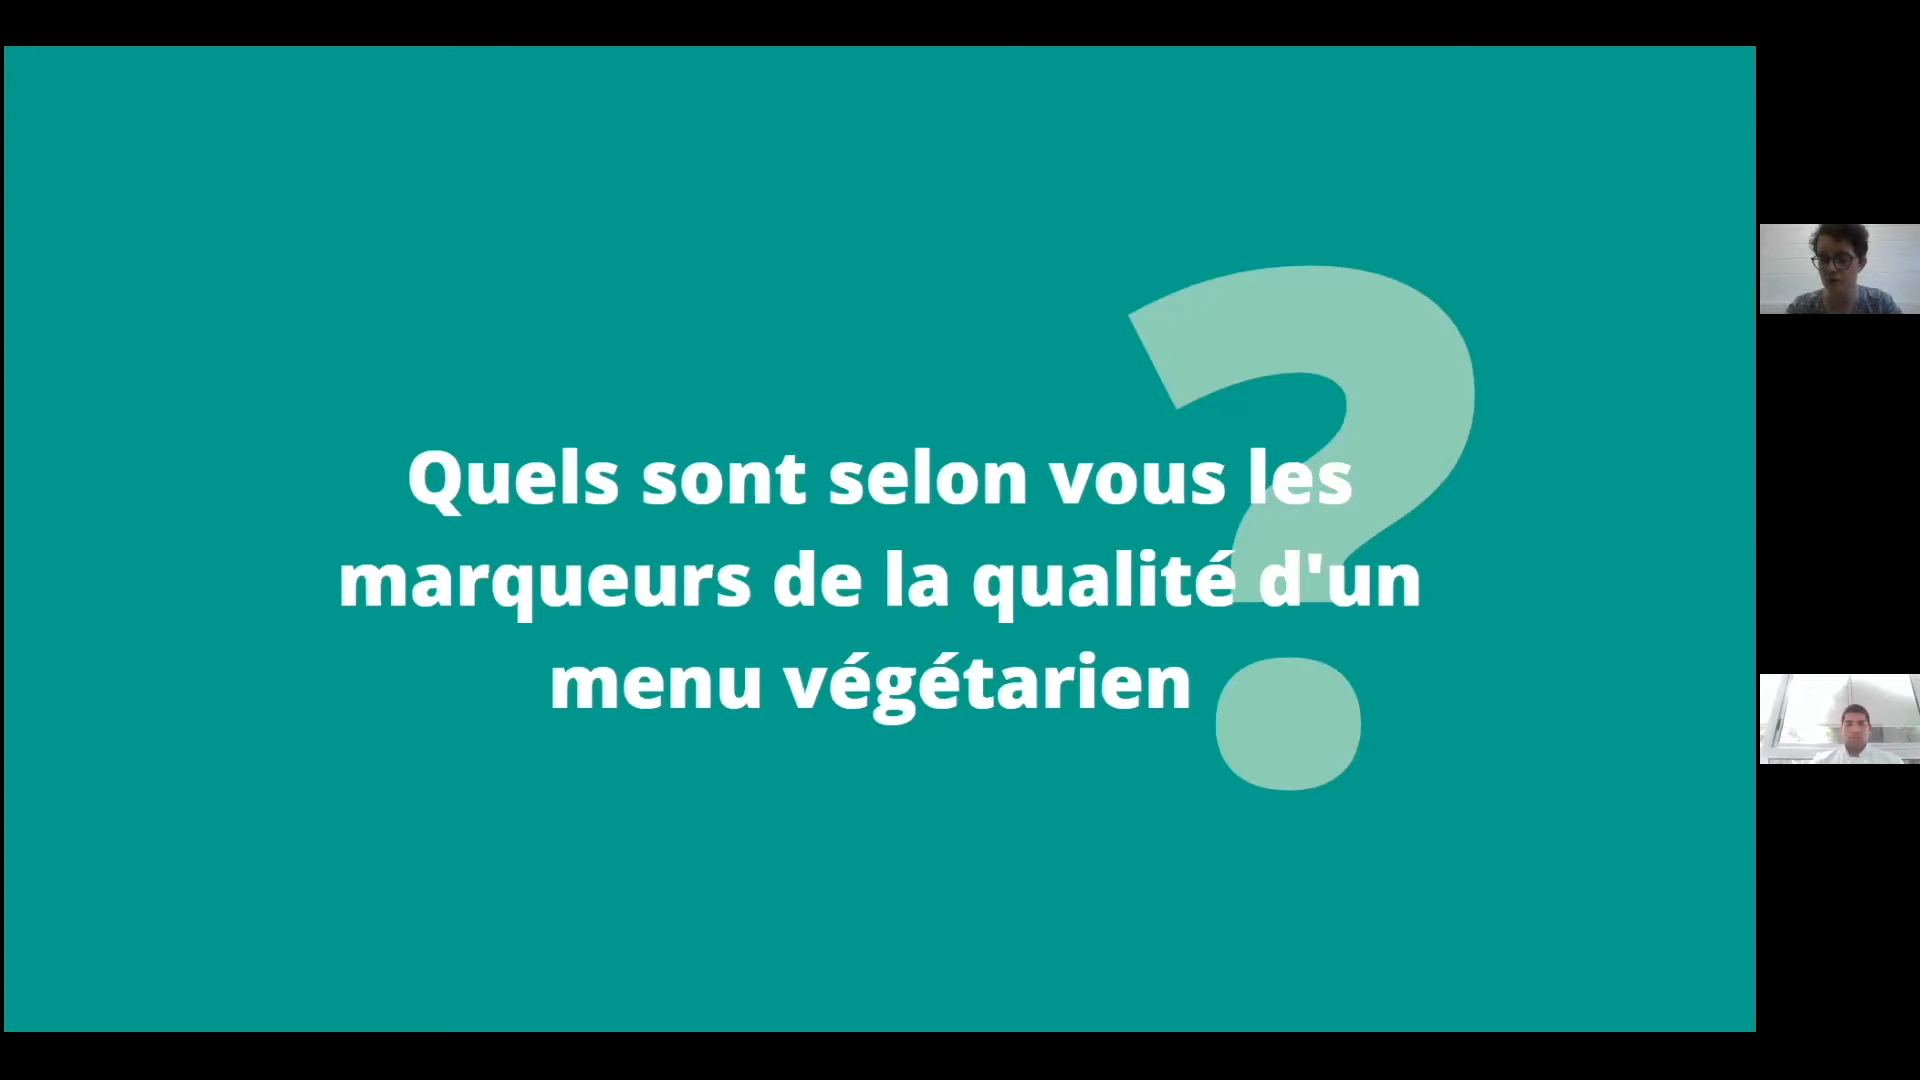 Quels sont selon vous les
marqueurs de la qualité d'un
menu végétarien
?